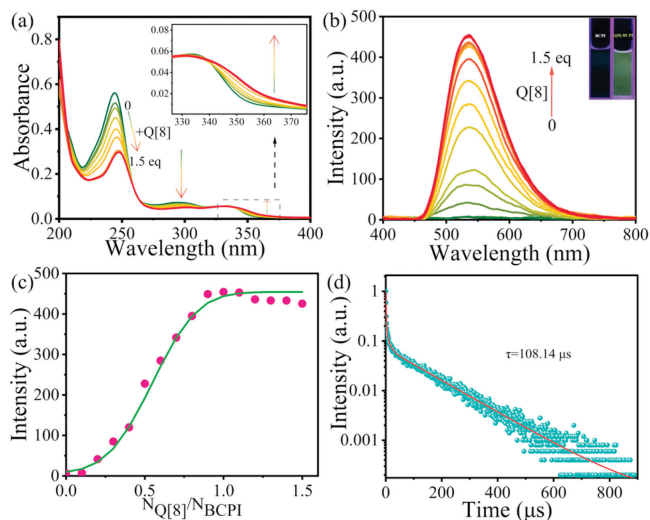 (a)
0.8
0.6
0.4
0.2
0.0
Absorbance
0
+Q[8]
1.5 eq
0.06
0.04
0.02
0.00
330 340 350 360 370
200 250 300 350 400
Wavelength (nm)
(b)
500
400
300
200
100
0
Intensity (a.u.)
1.5 eq
Q[8]
0
BCPI
400 500 600 700 800
Wavelength (nm)
(c)
500
400
300
200
100
0
Intensity (a.u.)
0.0 0.5 1.0 1.5
NQ[8]/NBCPI
(d)
1
0.1
0.01
0.001
Intensity (a.u.)
τ=108.14 μs
0 200 400 600 800
Time (μs)